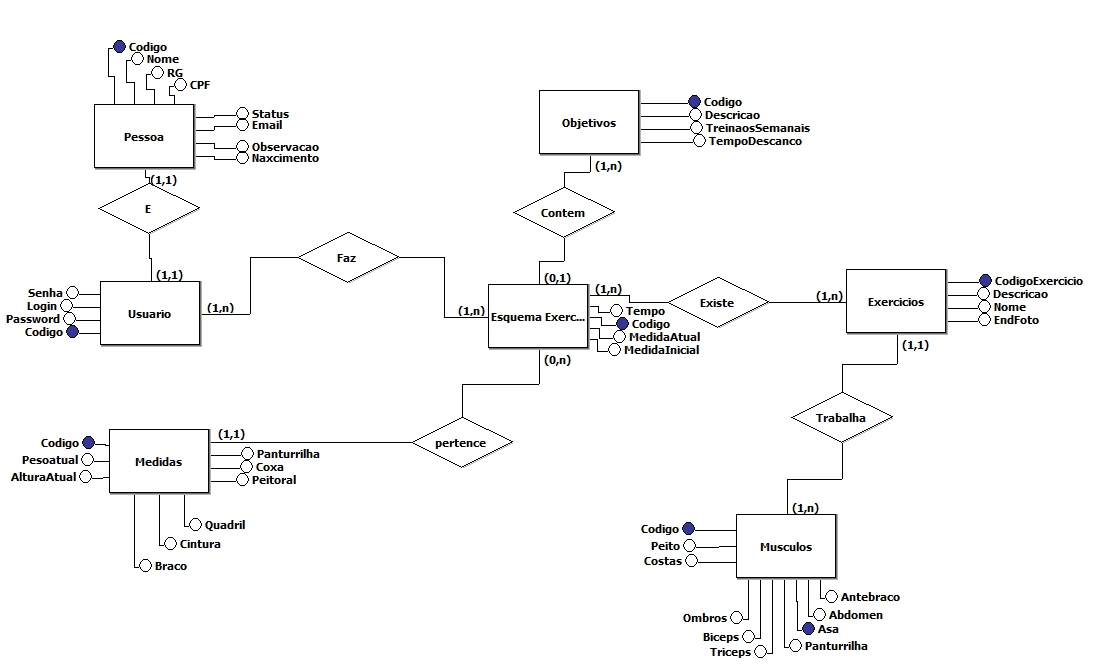 Codigo
Nome
RG
CPF
Pessoa
Status
Email
Observacao
Naxcimento
(1,1)
E
(1,1)
Senha
Login
Password
Codigo
Usuario
(1,n)
Faz
(1,n)
Objetivos
Codigo
Descricao
TreinaosSemanais
TempoDescanco
(1,n)
Contem
(0,1)
Esquema Exerc...
(1,n)
Tempo
Codigo
MedidaAtual
MedidaInicial
(0,n)
Existe
(1,n)
Exercicios
CodigoExercicio
Descricao
Nome
EndFoto
(1,1)
Trabalha
(1,n)
pertence
(1,1)
Codigo
Pesoatual
AlturaAtual
Medidas
Panturrilha
Coxa
Peitoral
Quadril
Cintura
Braco
Codigo
Peito
Costas
Musculos
Ombros
Biceps
Triceps
Antebraco
Abdomen
Asa
Panturrilha